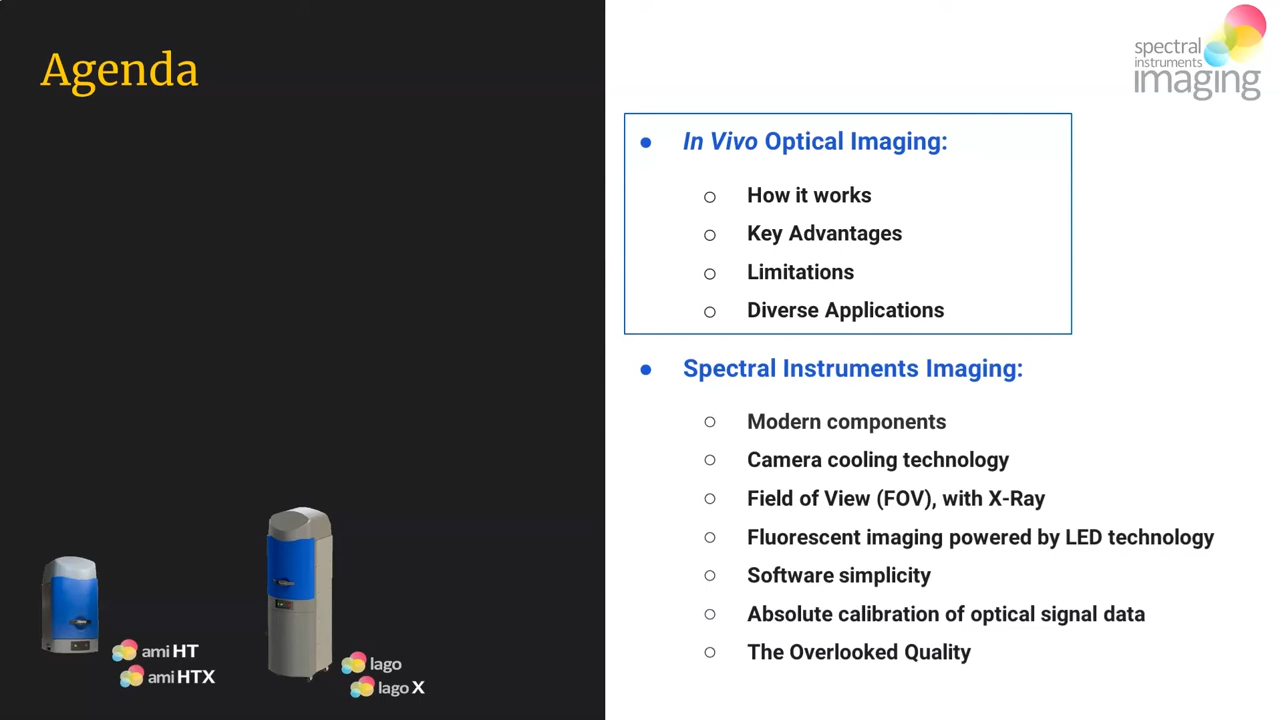 Agenda
spectral
instruments
imaging
In Vivo Optical Imaging:
How it works
Key Advantages
Limitations
Diverse Applications
Spectral Instruments Imaging:
Modern components
Camera cooling technology
Field of View (FOV), with X-Ray
Fluorescent imaging powered by LED technology
Software simplicity
Absolute calibration of optical signal data
The Overlooked Quality
ami HT
ami HTX
lago
lago X